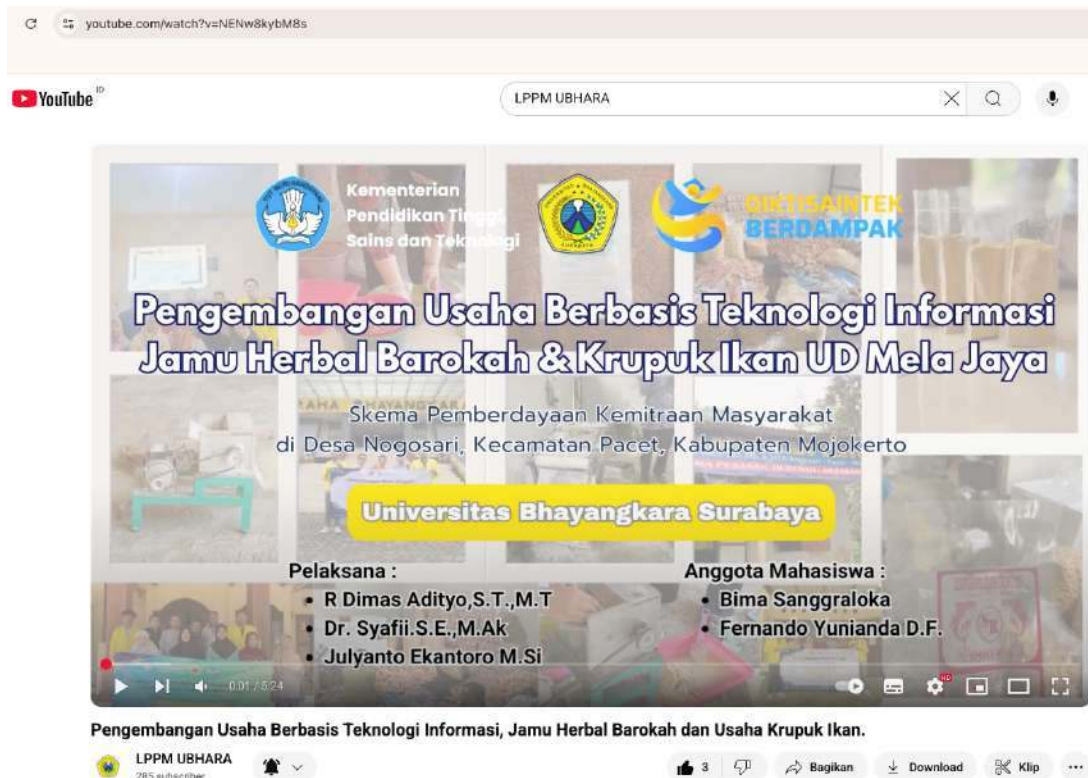 youtube.com/watch?v=NENw8kybM8s
YouTube ID
LPPM UBHARA
Kementerian
Pendidikan Tinggi,
Sains dan Teknologi
DIKTISAINTEK
BERDAMPAK
Pengembangan Usaha Berbasis Teknologi Informasi
Jamu Herbal Barokah & Krupuk Ikan UD Mela Jaya
Skema Pemberdayaan Kemitraan Masyarakat
di Desa Nogosari, Kecamatan Pacet, Kabupaten Mojokerto
Universitas Bhayangkara Surabaya
Pelaksana :
• R Dimas Adityo,S.T.,M.T
• Dr. Syafii.S.E.,M.Ak
• Julyanto Ekantoro M.Si
Anggota Mahasiswa :
• Bima Sanggraloka
• Fernando Yunianda D.F.
0:01 / 5:24
HD
Pengembangan Usaha Berbasis Teknologi Informasi, Jamu Herbal Barokah dan Usaha Krupuk Ikan.
LPPM UBHARA
285 subscriber
3
Bagikan
Download
Klip